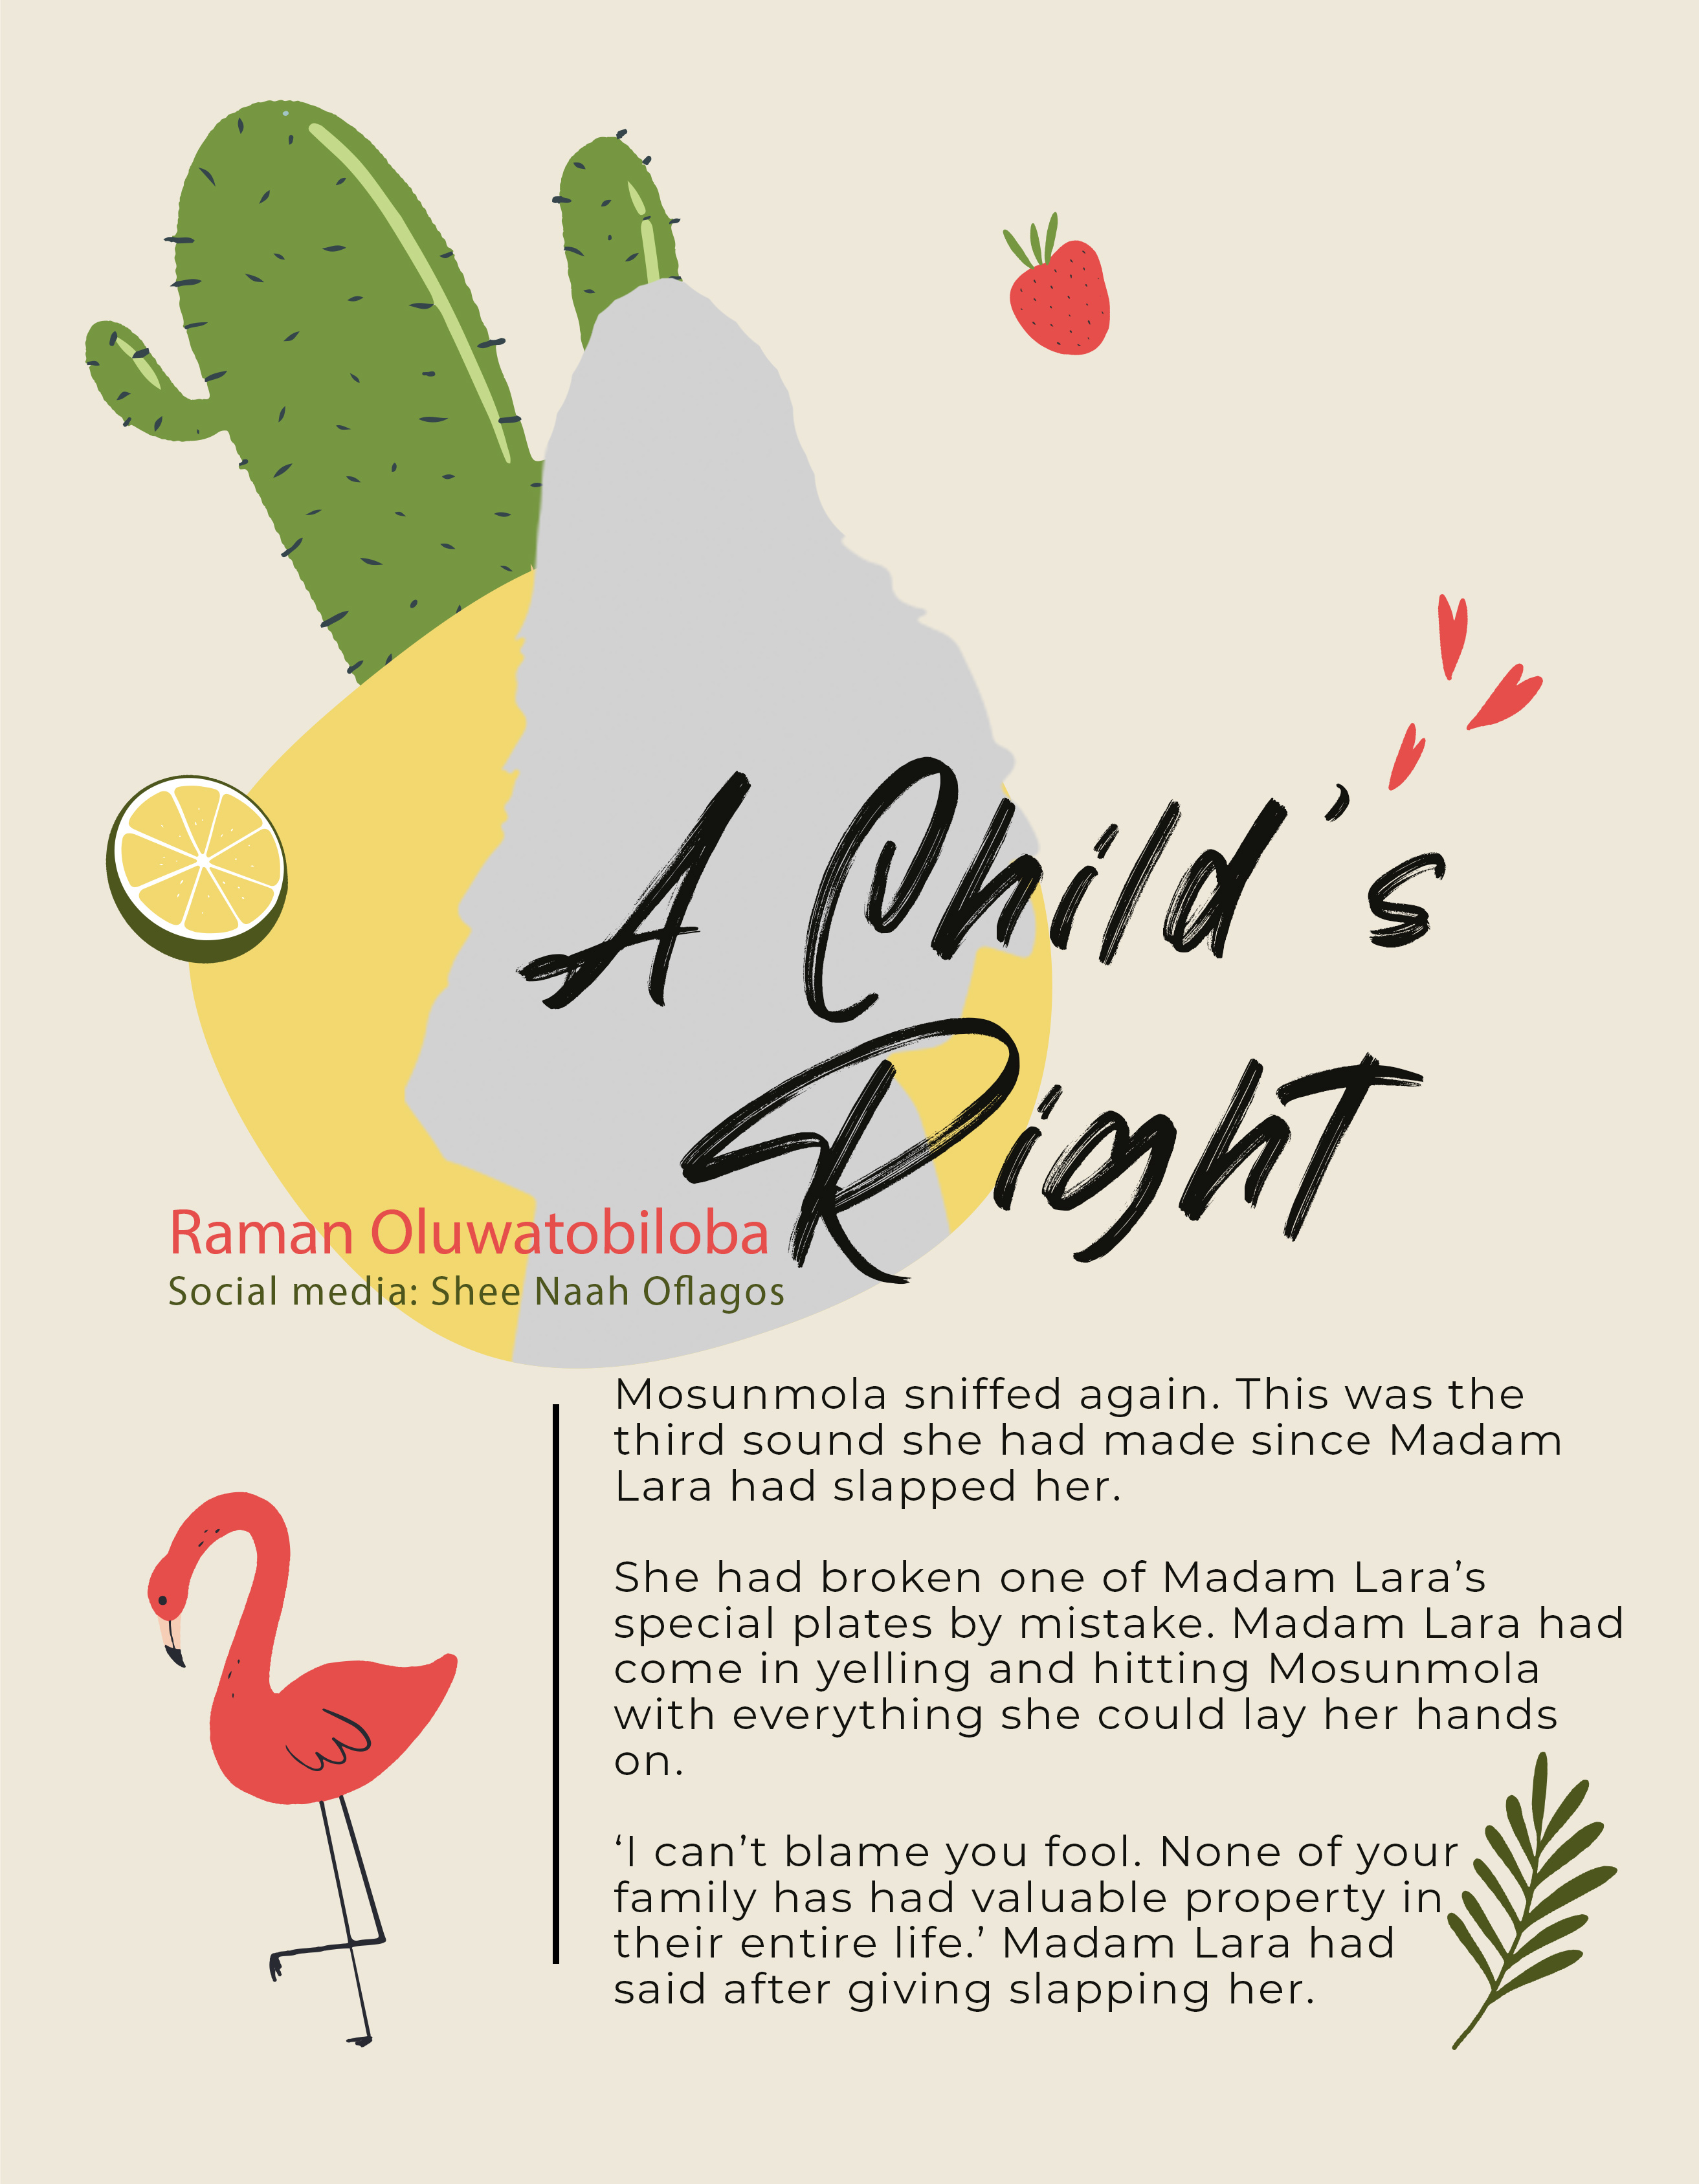 A Child's
Right
Raman Oluwatobiloba
Social media: Shee Naah Oflagos
Mosunmola sniffed again. This was the
third sound she had made since Madam
Lara had slapped her.
She had broken one of Madam Lara’s
special plates by mistake. Madam Lara had
come in yelling and hitting Mosunmola
with everything she could lay her hands
on.
‘I can’t blame you fool. None of your
family has had valuable property in
their entire life.’ Madam Lara had
said after giving slapping her.